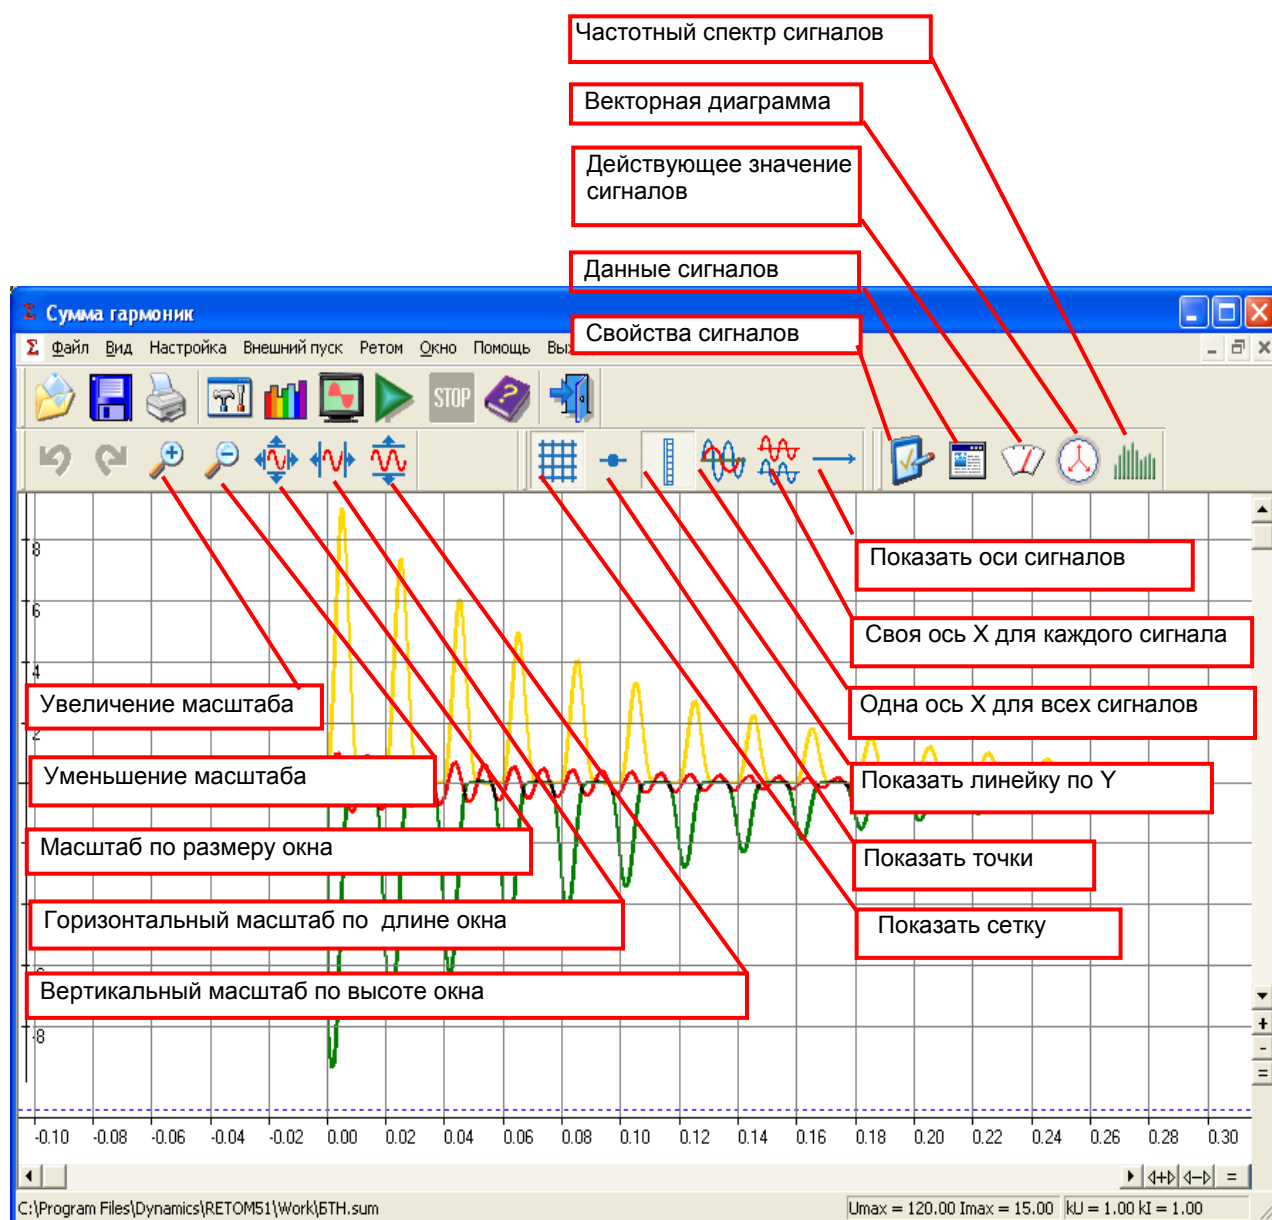 Частотный спектр сигналов
Векторная диаграмма
Действующее значение
сигналов
Данные сигналов
Свойства сигналов
Σ Сумма гармоник
Σ Файл Вид Настройка Внешний пуск Ретом Окно Помощь
STOP
8
6
4
2
-8
Показать оси сигналов
Своя ось X для каждого сигнала
Увеличение масштаба
Одна ось X для всех сигналов
Уменьшение масштаба
Показать линейку по Y
Масштаб по размеру окна
Показать точки
Горизонтальный масштаб по длине окна
Показать сетку
Вертикальный масштаб по высоте окна
-0.10 -0.08 -0.06 -0.04 -0.02 0.00 0.02 0.04 0.06 0.08 0.10 0.12 0.14 0.16 0.18 0.20 0.22 0.24 0.26 0.28 0.30
C:\Program Files\Dynamics\RETOM51\Work\БТН.sum Umax = 120.00 Imax = 15.00 kU = 1.00 kI = 1.00